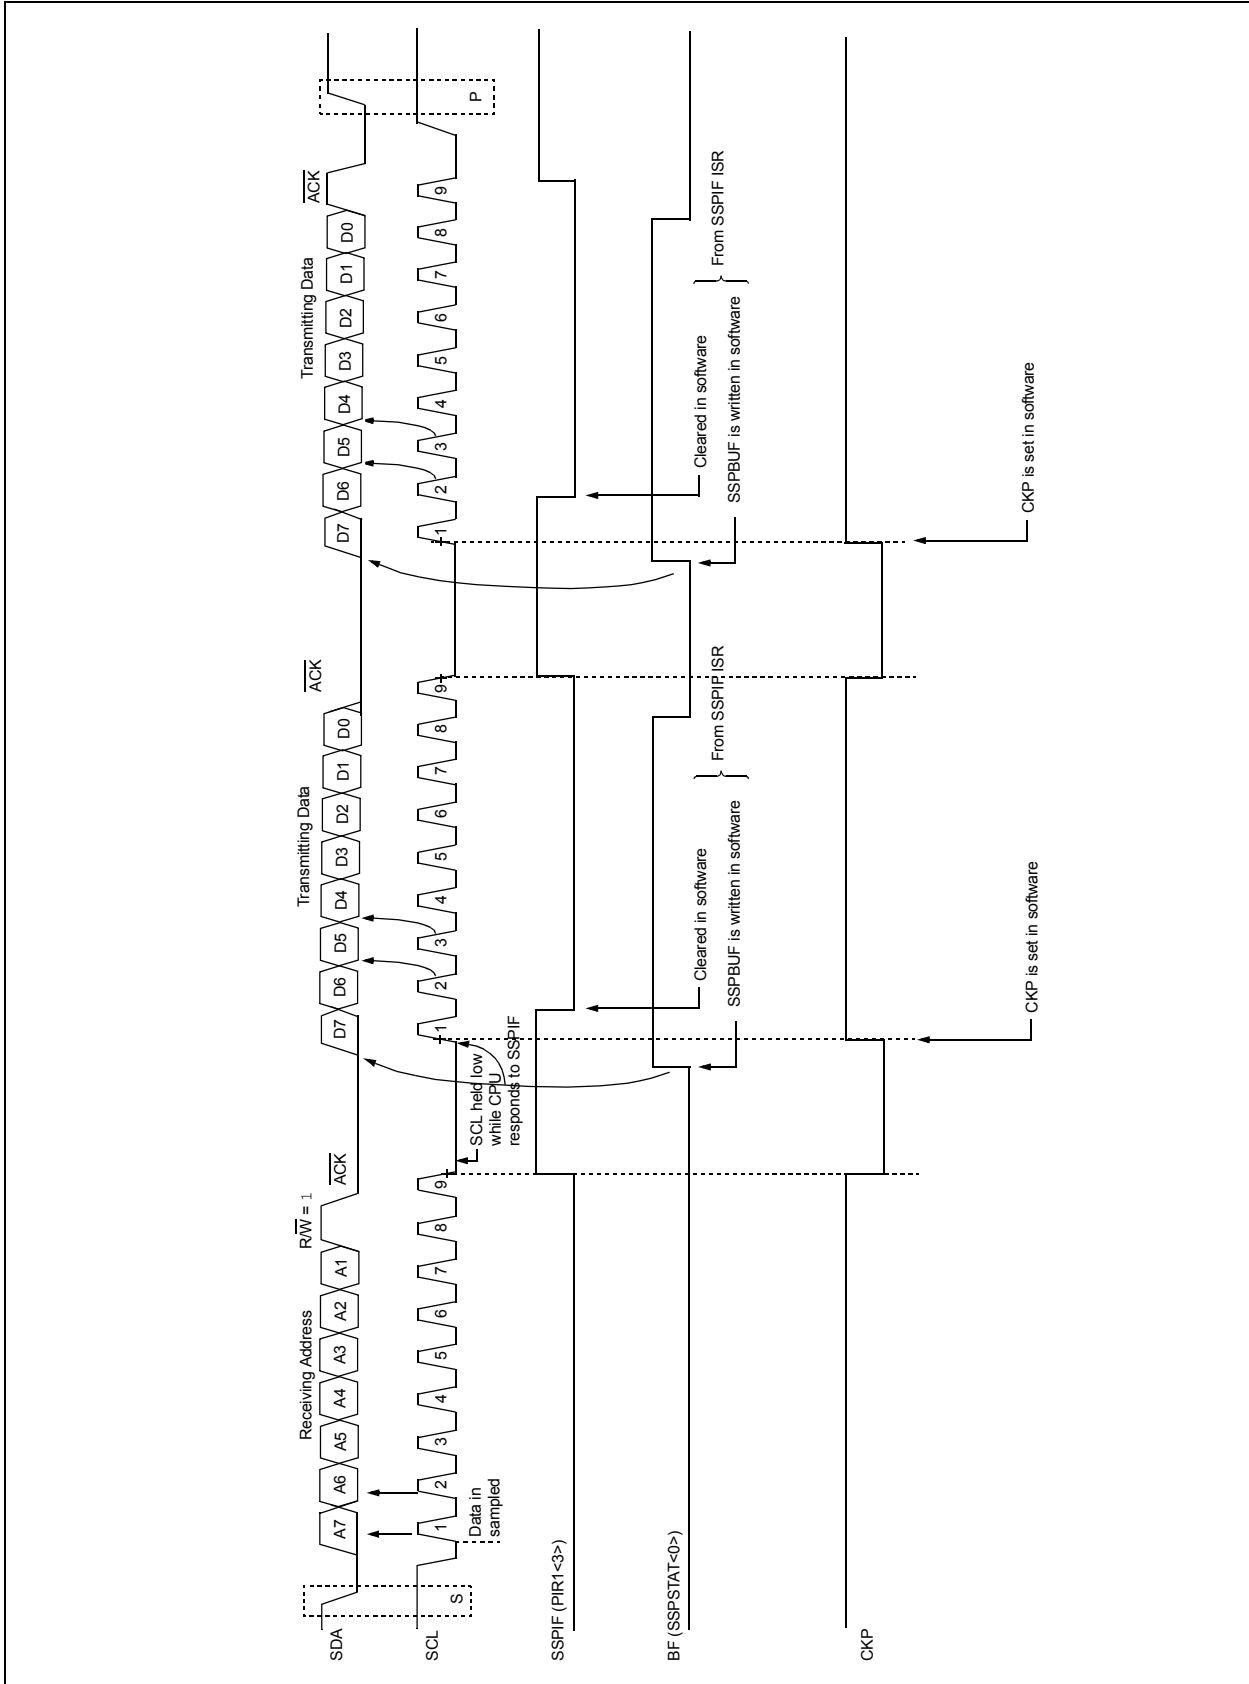 Receiving Address
R/W = 1
ACK
Transmitting Data
ACK
Transmitting Data
ACK
SDA
A7 A6 A5 A4 A3 A2 A1
D7 D6 D5 D4 D3 D2 D1 D0
D7 D6 D5 D4 D3 D2 D1 D0
SCL
1 2 3 4 5 6 7 8 9
1 2 3 4 5 6 7 8 9
1 2 3 4 5 6 7 8 9
S
Data in
sampled
SCL held low
while CPU
responds to SSPIF
P
SSPIF (PIR1<3>)
BF (SSPSTAT<0>)
Cleared in software
SSPBUF is written in software
From SSPIF ISR
Cleared in software
SSPBUF is written in software
From SSPIF ISR
CKP
CKP is set in software
CKP is set in software